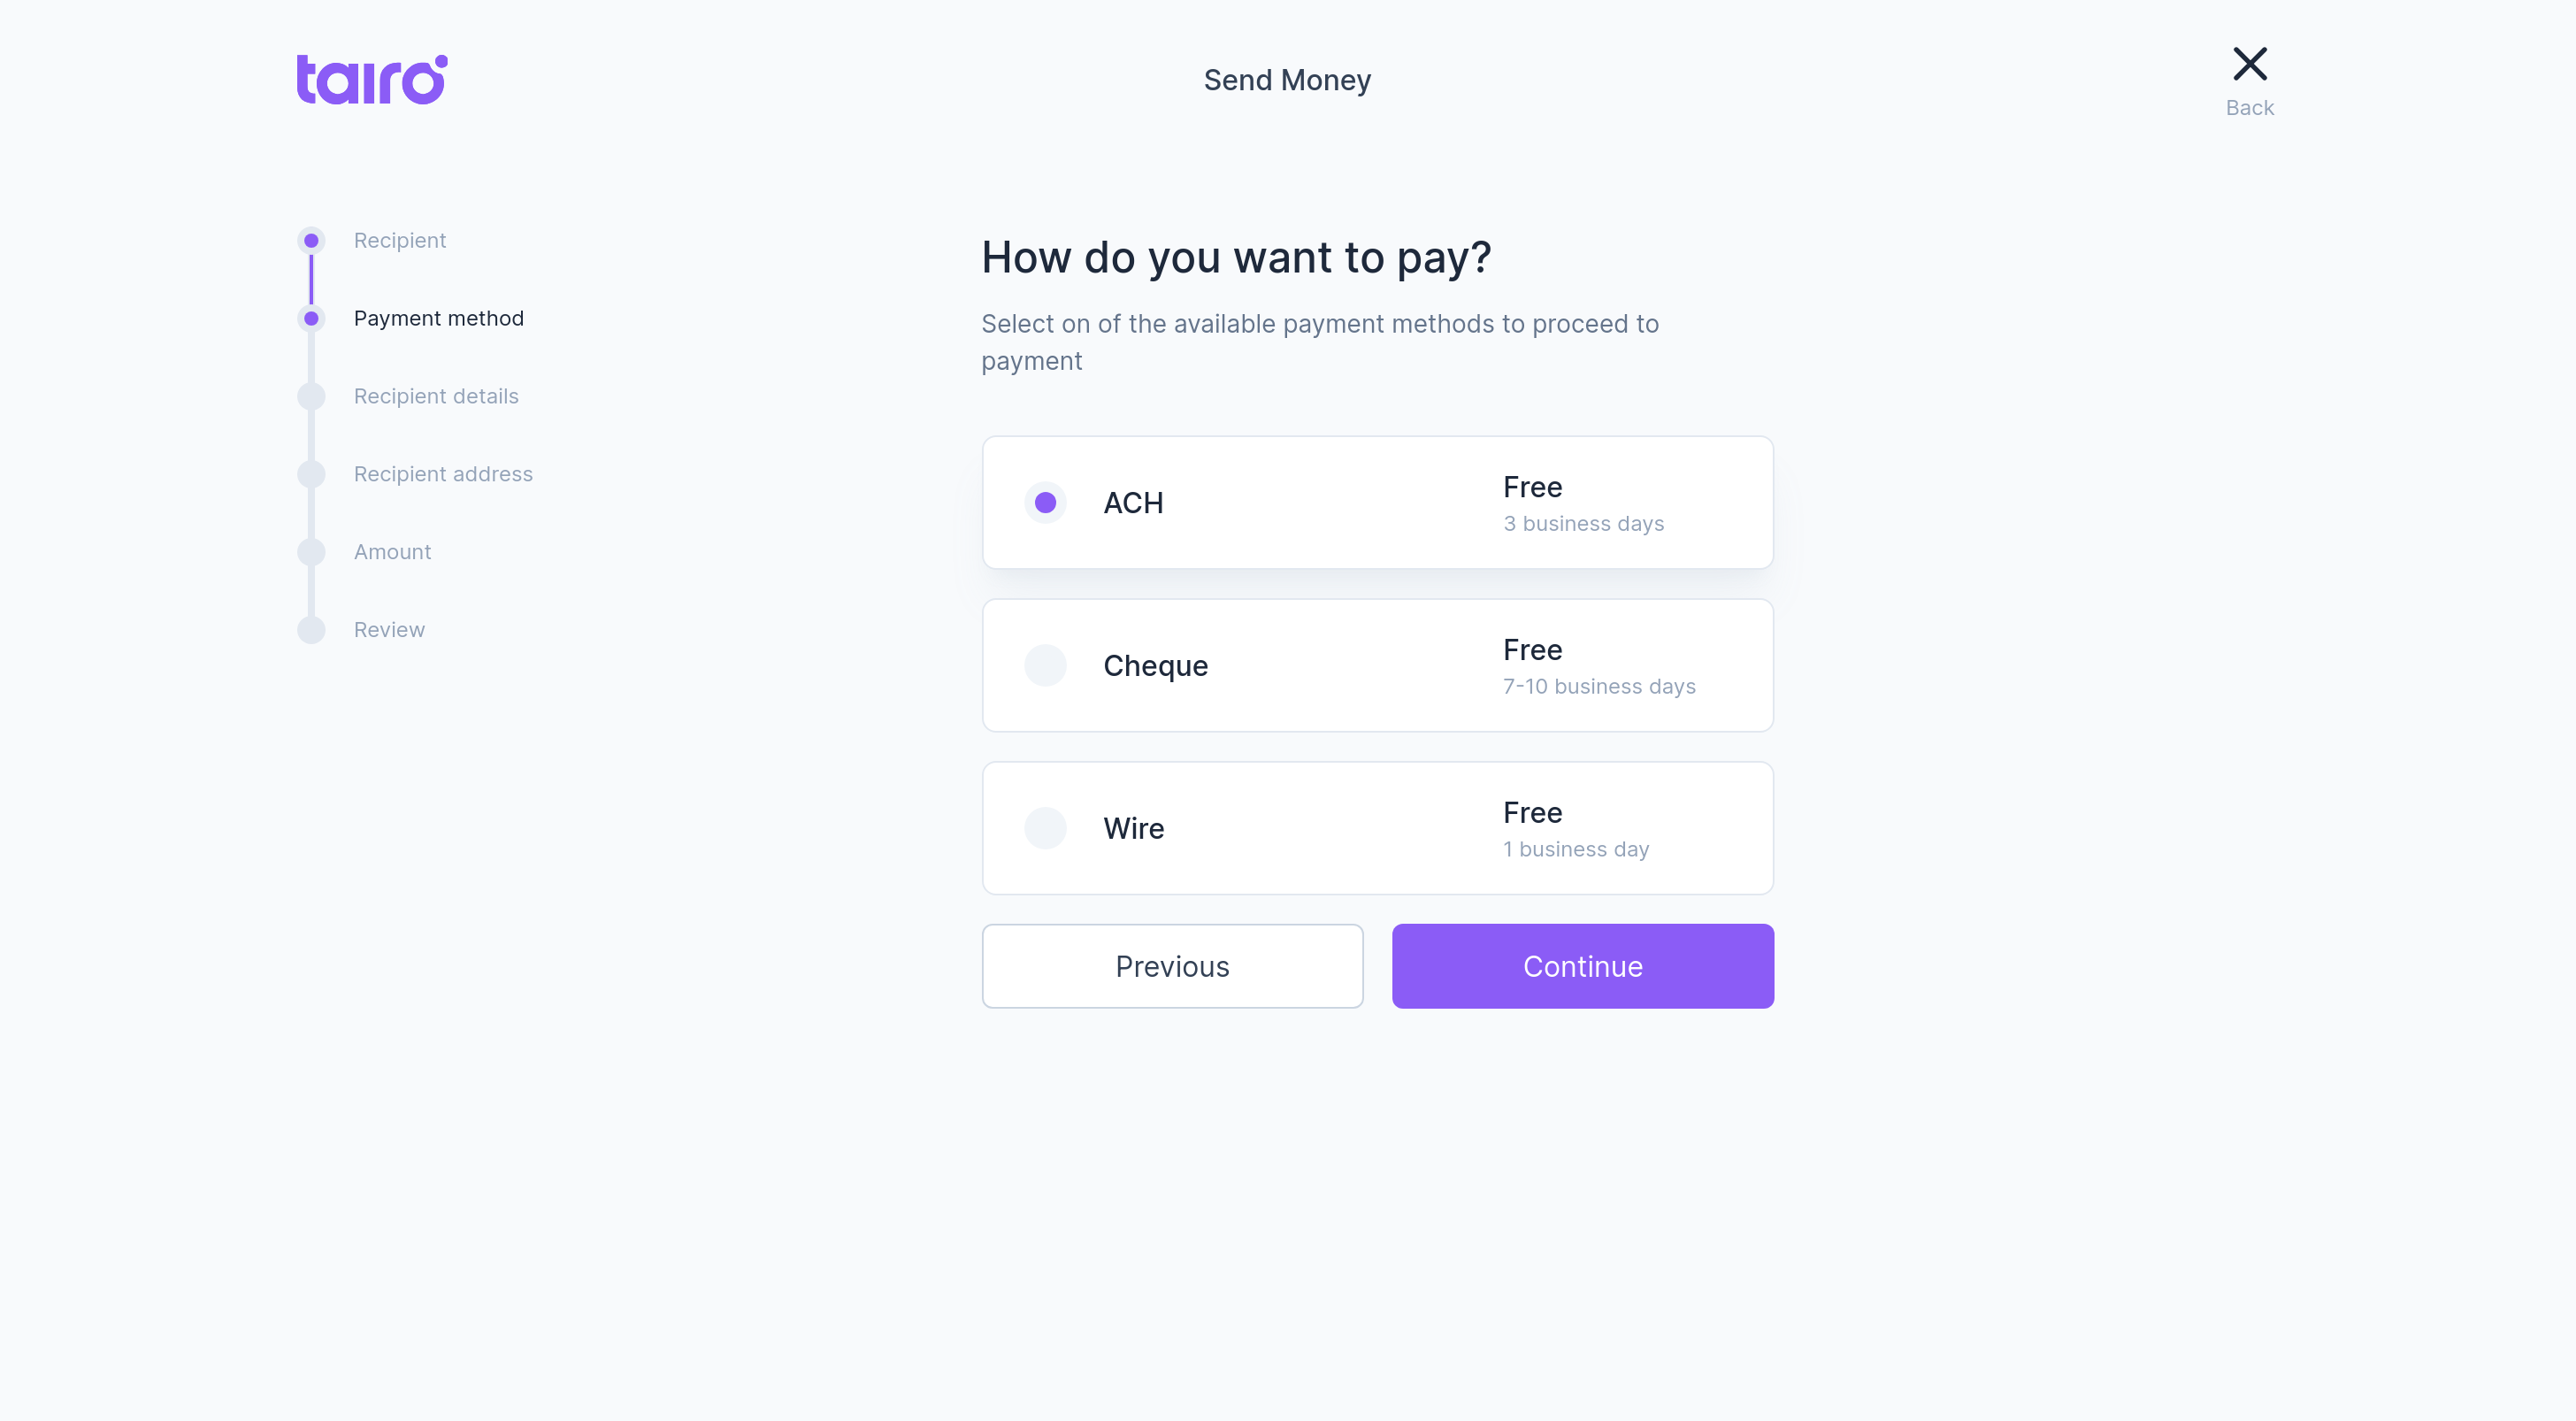 tairo
Send Money
Back
Recipient
Payment method
Recipient details
Recipient address
Amount
Review
How do you want to pay?
Select on of the available payment methods to proceed to
payment
ACH
Free
3 business days
Cheque
Free
7-10 business days
Wire
Free
1 business day
Previous
Continue